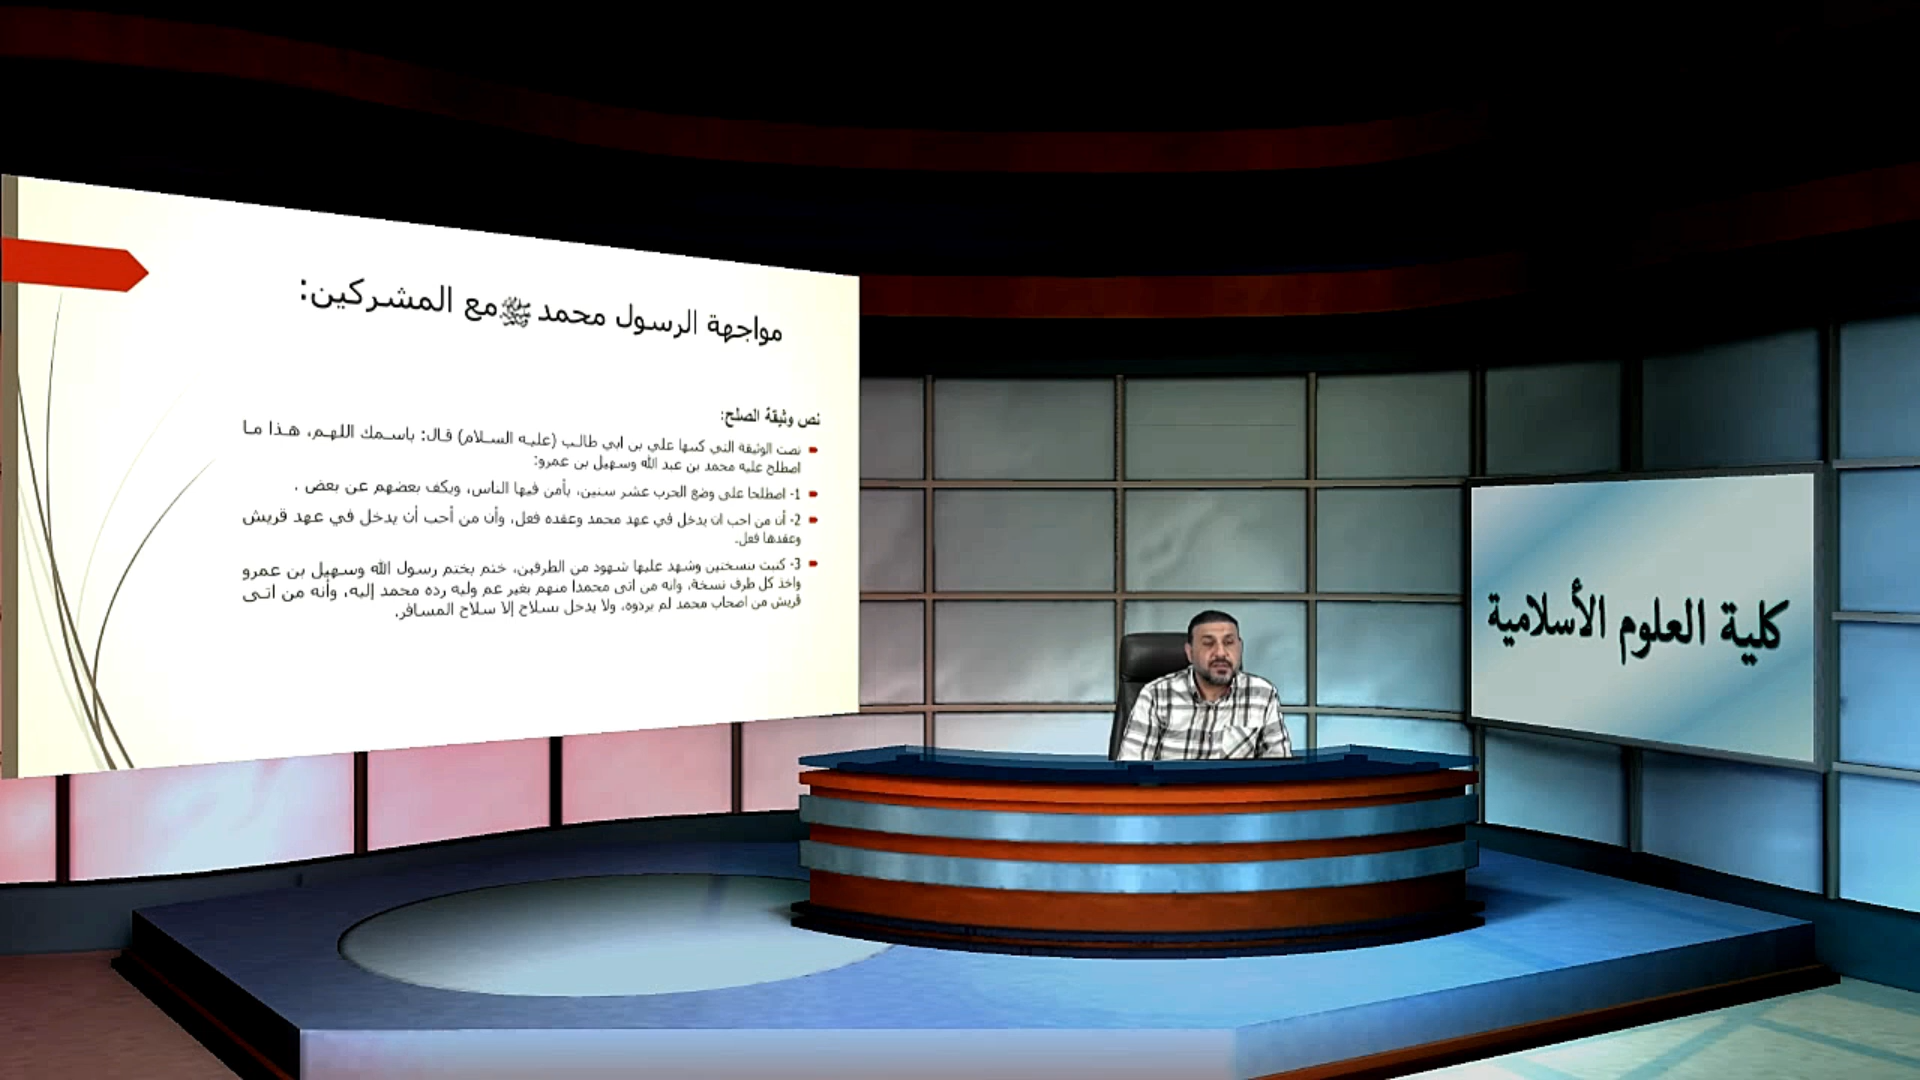 مواجهة الرسول محمد ﷺ مع المشركين:
نص وثيقة الصلح:
نصت الوثيقة التي كتبها علي بن ابي طالب (عليه السلام) قال: باسمك اللهم، هذا ما
اصطلح عليه محمد بن عبد الله وسهيل بن عمرو:
1- اصطلحا على وضع الحرب عشر سنين، يأمن فيها الناس، ويكف بعضهم عن بعض .
2- أن من احب ان يدخل في عهد محمد وعقده فعل، وأن من أحب أن يدخل في عهد قريش
وعقدها فعل.
3- كتبت بنسختين وشهد عليها شهود من الطرفين، ختم بختم رسول الله وسهيل بن عمرو
واخذ كل طرف نسخة، وانه من اتى محمدا منهم بغير عم وليه رده محمد إليه، وأنه من اتى
قريش من اصحاب محمد لم يردوه، ولا يدخل بسلاح إلا سلاح المسافر.
كلية العلوم الأسلامية